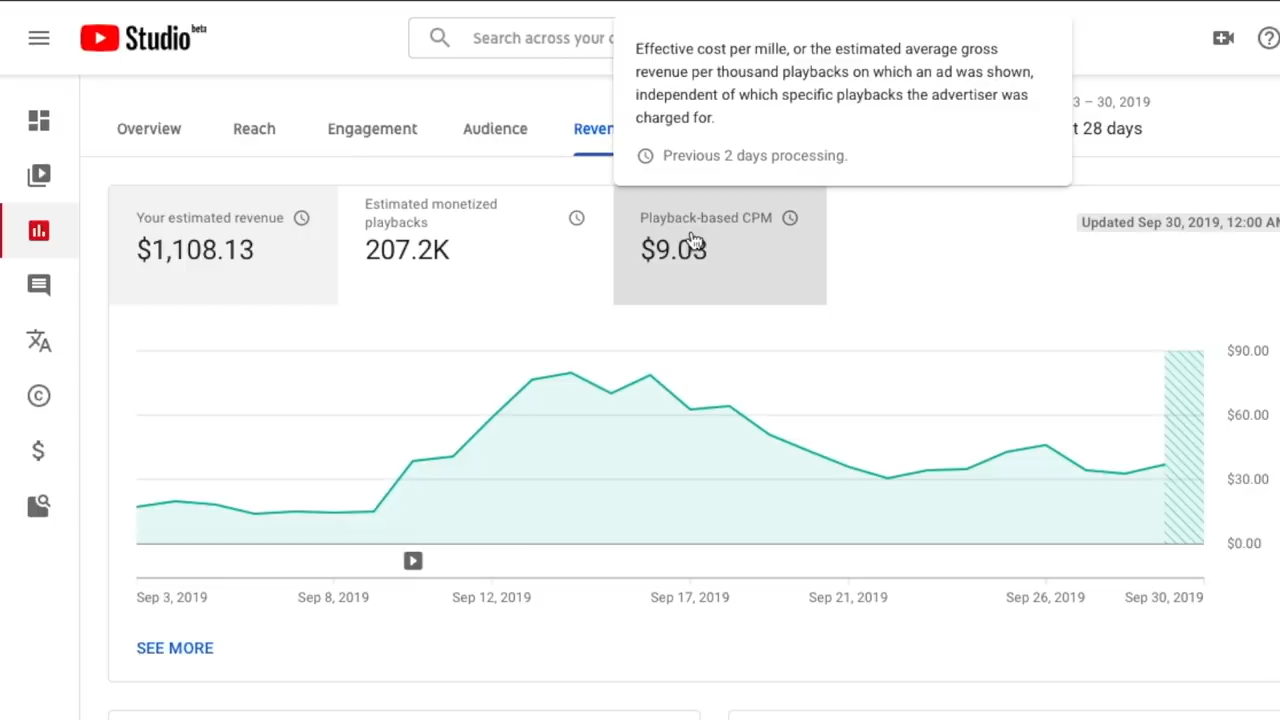 Studio beta
Search across your c
Effective cost per mille, or the estimated average gross
revenue per thousand playbacks on which an ad was shown,
independent of which specific playbacks the advertiser was
charged for.
Previous 2 days processing.
3 – 30, 2019
t 28 days
Overview
Reach
Engagement
Audience
Reven
Your estimated revenue
$1,108.13
Estimated monetized
playbacks
207.2K
Playback-based CPM
$9.03
Updated Sep 30, 2019, 12:00 AM
$90.00
$60.00
$30.00
$0.00
Sep 3, 2019
Sep 8, 2019
Sep 12, 2019
Sep 17, 2019
Sep 21, 2019
Sep 26, 2019
Sep 30, 2019
SEE MORE